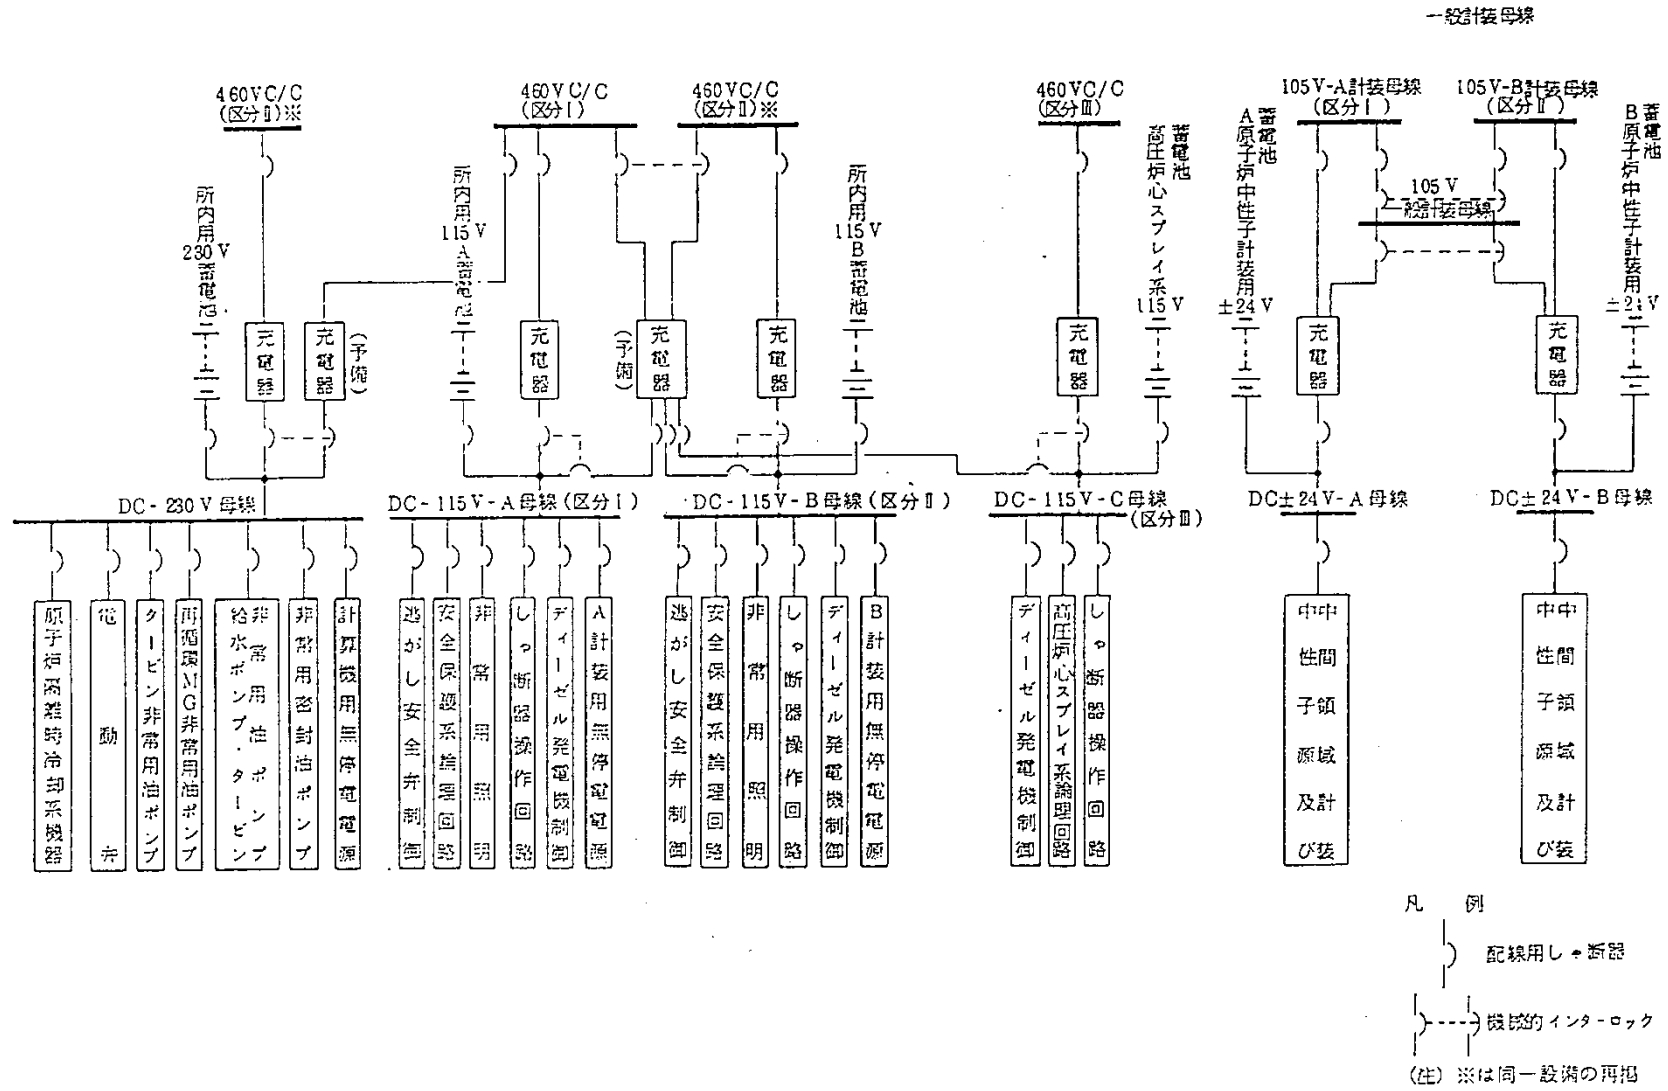 一般計装母線
460VC/C
(区分Ⅱ)※
460VC/C
(区分Ⅰ)
460VC/C
(区分Ⅱ)※
460VC/C
(区分Ⅲ)
105V-A計装母線
(区分Ⅰ)
105V-B計装母線
(区分Ⅱ)
所内用230V蓄電池
所内用115V A蓄電池
所内用115V B蓄電池
高圧炉心スプレイ系115V
蓄電池
A原子炉中性子計装用±24V
蓄電池
B原子炉中性子計装用±24V
蓄電池
105V
一般計装母線
充電器
充電器
(予備)
充電器
(予備)
充電器
充電器
充電器
充電器
充電器
DC-230V母線
DC-115V-A母線(区分Ⅰ)
DC-115V-B母線(区分Ⅱ)
DC-115V-C母線
(区分Ⅲ)
DC±24V-A母線
DC±24V-B母線
原子炉隔離時冷却系機器
電動弁
タービン非常用油ポンプ
再循環MG非常用油ポンプ
給水ポンプ・タービン
非常用油ポンプ
非常用密封油ポンプ
計算機用無停電電源
逃がし安全弁制御
安全保護系論理回路
非常用照明
しゃ断器操作回路
ディーゼル発電機制御
A計装用無停電電源
逃がし安全弁制御
安全保護系論理回路
非常用照明
しゃ断器操作回路
ディーゼル発電機制御
B計装用無停電電源
ディーゼル発電機制御
高圧炉心スプレイ系論理回路
しゃ断器操作回路
中性子源及び
中間領域計装
中性子源及び
中間領域計装
凡例
配線用しゃ断器
機械的インターロック
(注) ※は同一設備の再掲